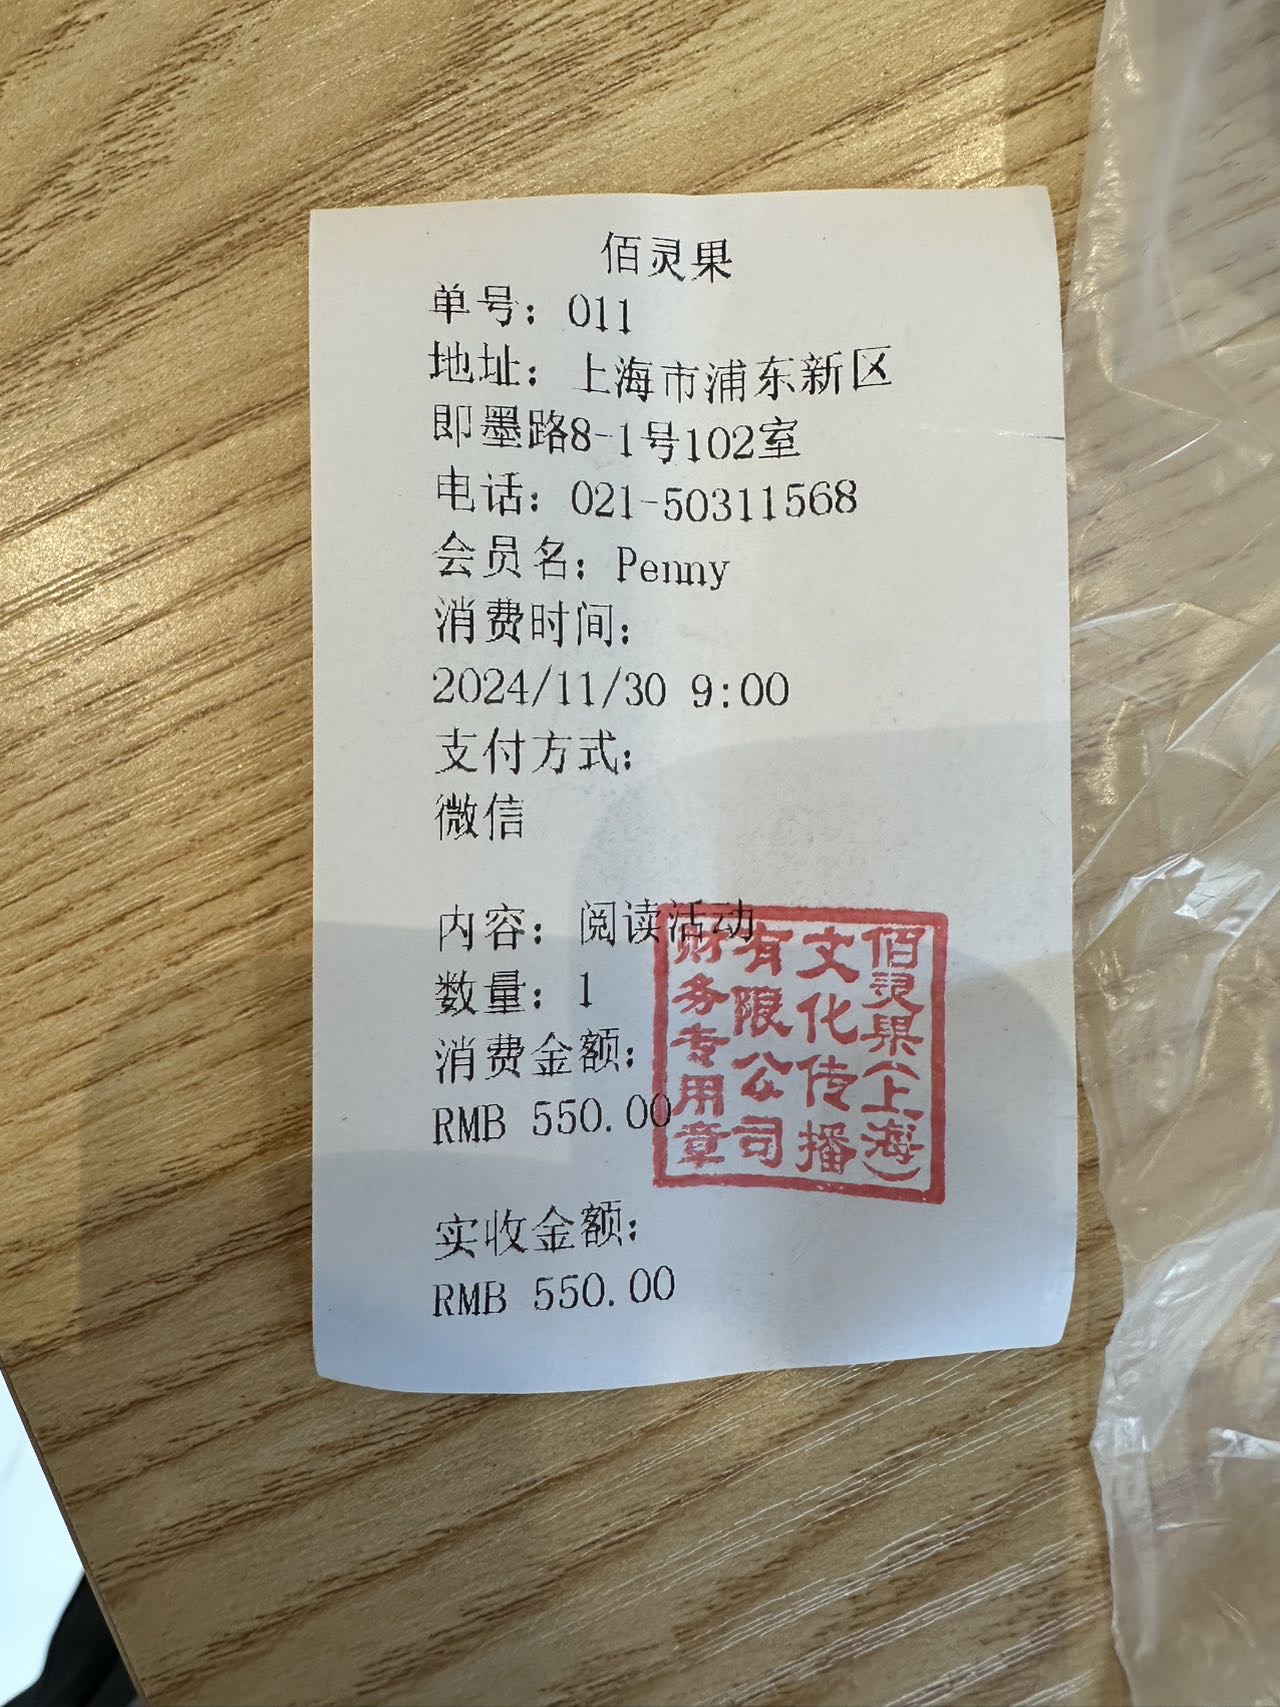 佰灵果
单号：011
地址：上海市浦东新区
即墨路8-1号102室
电话：021-50311568
会员名：Penny
消费时间：
2024/11/30 9:00
支付方式：
微信
内容：阅读活动
数量：1
消费金额：
RMB 550.00
实收金额：
RMB 550.00
佰灵果（上海）
文化传播
有限公司
财务专用章